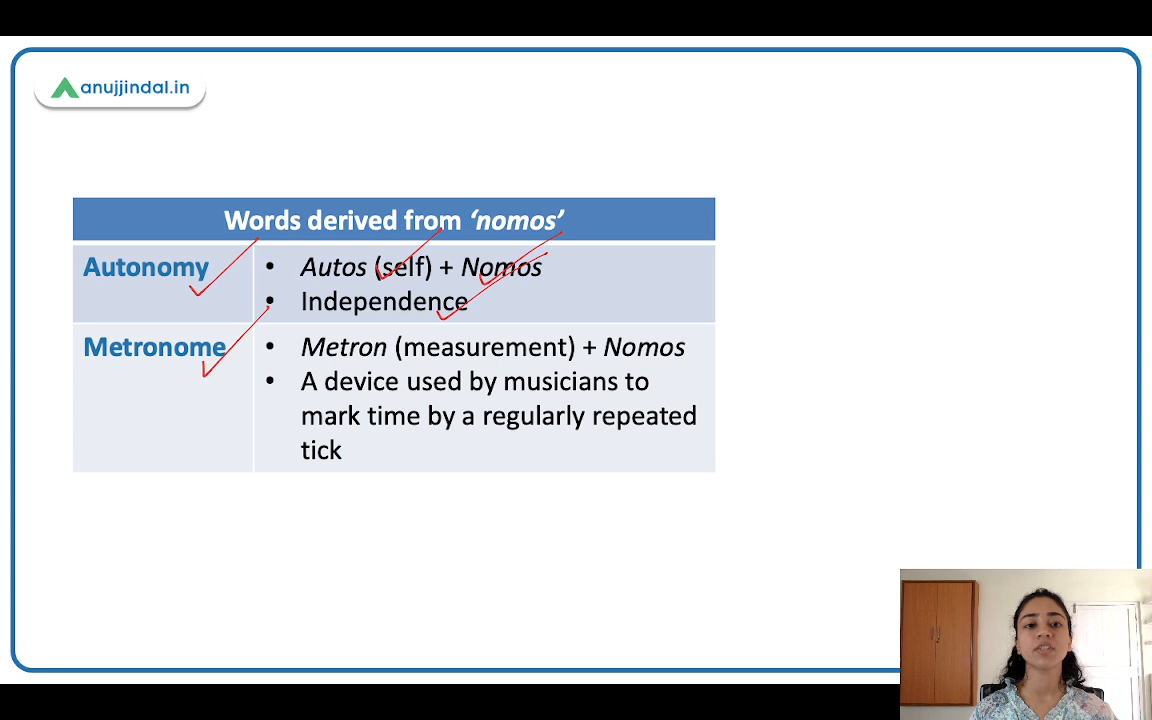 anujjindal.in
Words derived from ‘nomos’
Autonomy
• Autos (self) + Nomos
• Independence
Metronome
• Metron (measurement) + Nomos
• A device used by musicians to
mark time by a regularly repeated
tick